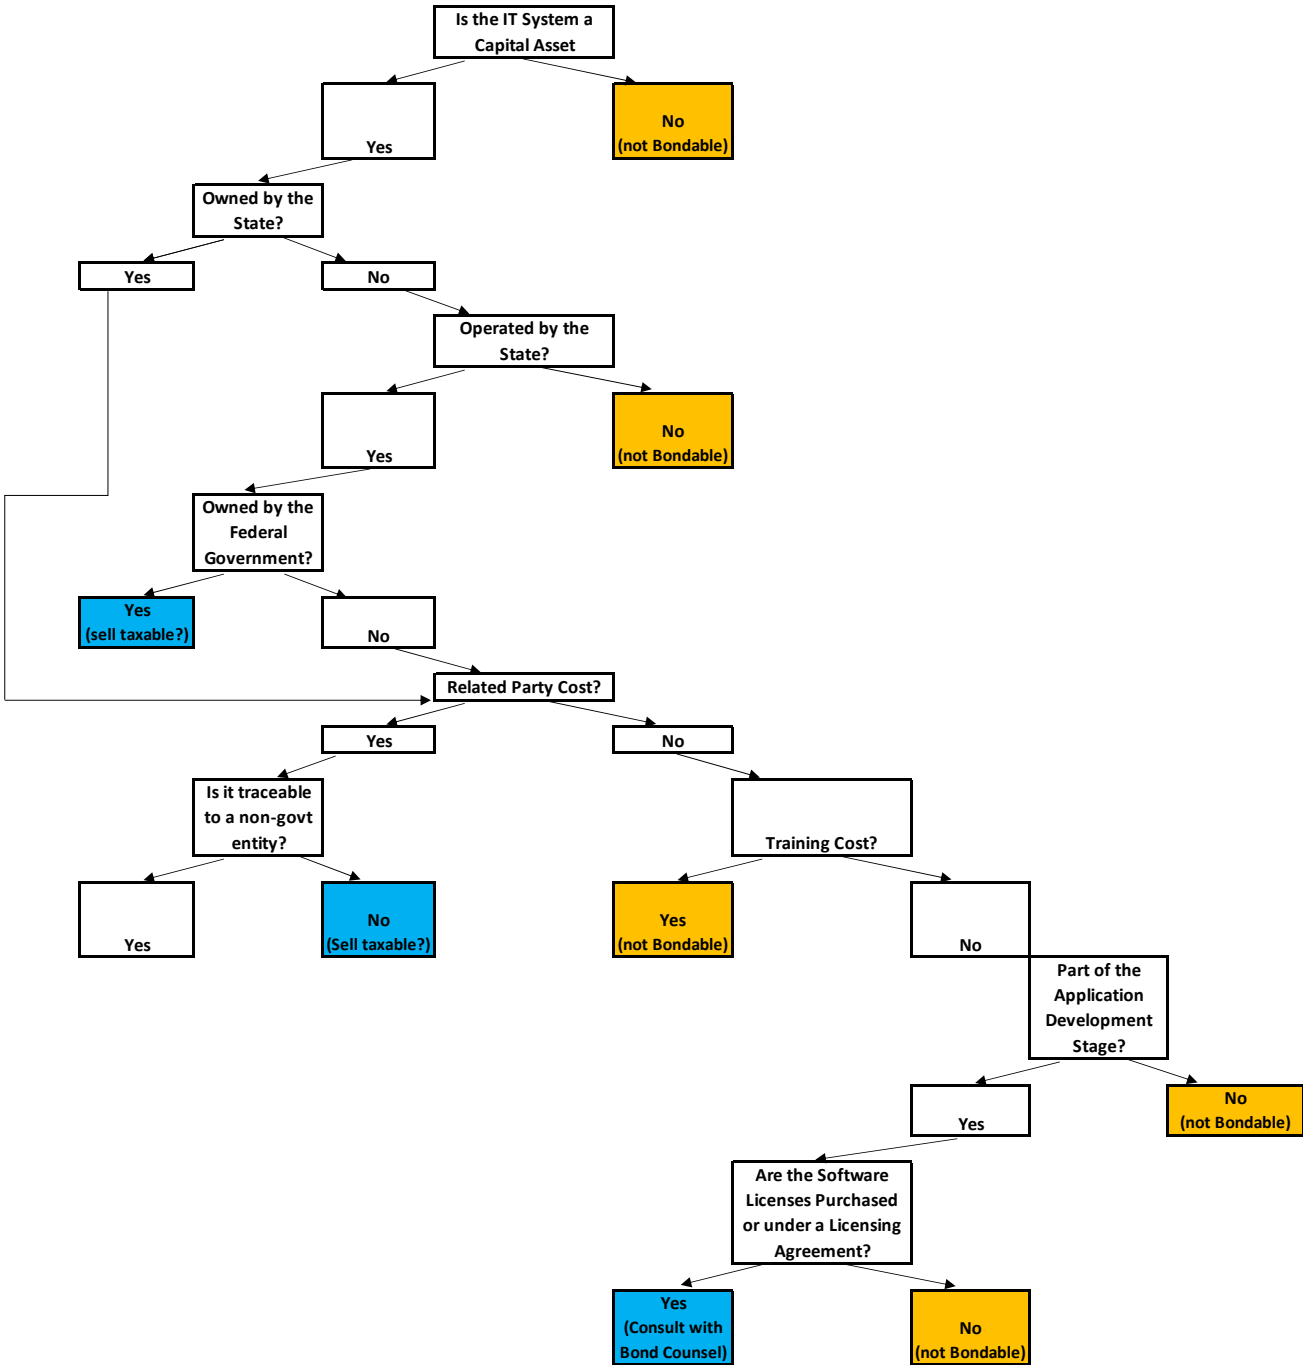 Is the IT System a
Capital Asset
Yes
No
(not Bondable)
Owned by the
State?
Yes
No
Operated by the
State?
Yes
No
(not Bondable)
Owned by the
Federal
Government?
Yes
(sell taxable?)
No
Related Party Cost?
Yes
No
Is it traceable
to a non-govt
entity?
Training Cost?
Yes
No
(Sell taxable?)
Yes
(not Bondable)
No
Part of the
Application
Development
Stage?
Yes
No
(not Bondable)
Are the Software
Licenses Purchased
or under a Licensing
Agreement?
Yes
(Consult with
Bond Counsel)
No
(not Bondable)